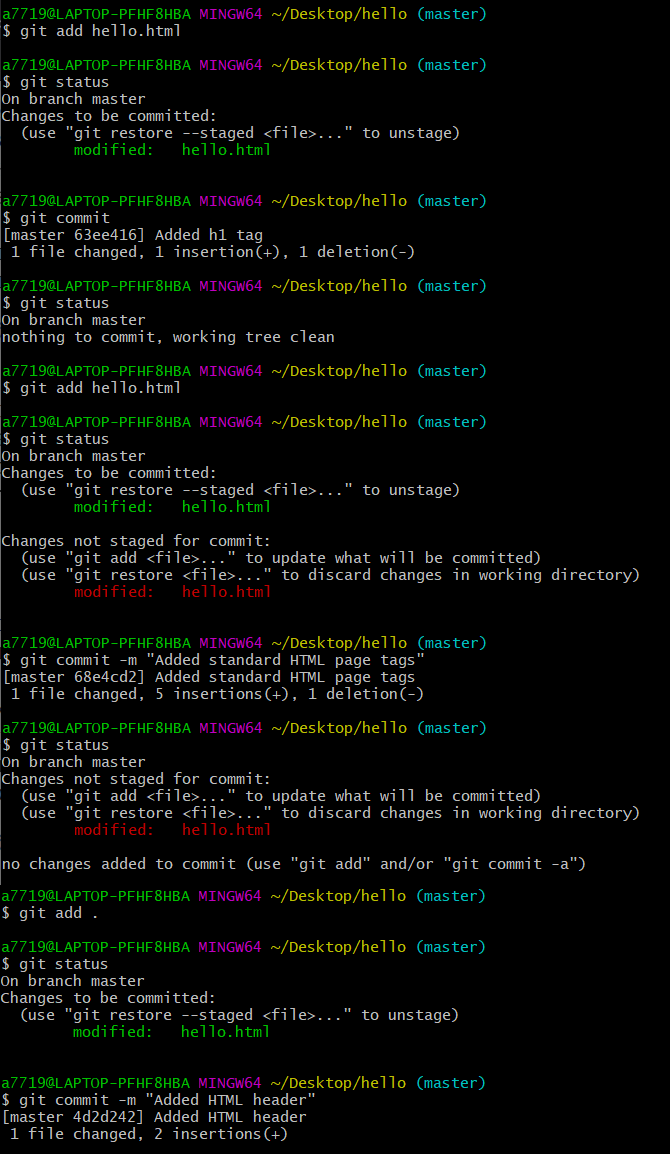 a7719@LAPTOP-PFHF8HBA MINGW64 ~/Desktop/hello (master)
$ git add hello.html
a7719@LAPTOP-PFHF8HBA MINGW64 ~/Desktop/hello (master)
$ git status
On branch master
Changes to be committed:
  (use "git restore --staged <file>..." to unstage)
        modified:   hello.html
a7719@LAPTOP-PFHF8HBA MINGW64 ~/Desktop/hello (master)
$ git commit
[master 63ee416] Added h1 tag
 1 file changed, 1 insertion(+), 1 deletion(-)
a7719@LAPTOP-PFHF8HBA MINGW64 ~/Desktop/hello (master)
$ git status
On branch master
nothing to commit, working tree clean
a7719@LAPTOP-PFHF8HBA MINGW64 ~/Desktop/hello (master)
$ git add hello.html
a7719@LAPTOP-PFHF8HBA MINGW64 ~/Desktop/hello (master)
$ git status
On branch master
Changes to be committed:
  (use "git restore --staged <file>..." to unstage)
        modified:   hello.html
Changes not staged for commit:
  (use "git add <file>..." to update what will be committed)
  (use "git restore <file>..." to discard changes in working directory)
        modified:   hello.html
a7719@LAPTOP-PFHF8HBA MINGW64 ~/Desktop/hello (master)
$ git commit -m "Added standard HTML page tags"
[master 68e4cd2] Added standard HTML page tags
 1 file changed, 5 insertions(+), 1 deletion(-)
a7719@LAPTOP-PFHF8HBA MINGW64 ~/Desktop/hello (master)
$ git status
On branch master
Changes not staged for commit:
  (use "git add <file>..." to update what will be committed)
  (use "git restore <file>..." to discard changes in working directory)
        modified:   hello.html
no changes added to commit (use "git add" and/or "git commit -a")
a7719@LAPTOP-PFHF8HBA MINGW64 ~/Desktop/hello (master)
$ git add .
a7719@LAPTOP-PFHF8HBA MINGW64 ~/Desktop/hello (master)
$ git status
On branch master
Changes to be committed:
  (use "git restore --staged <file>..." to unstage)
        modified:   hello.html
a7719@LAPTOP-PFHF8HBA MINGW64 ~/Desktop/hello (master)
$ git commit -m "Added HTML header"
[master 4d2d242] Added HTML header
 1 file changed, 2 insertions(+)